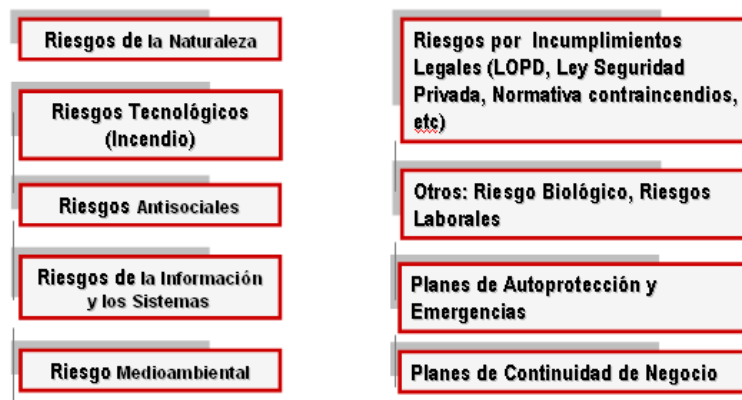 Riesgos de la Naturaleza
Riesgos Tecnológicos
(Incendio)
Riesgos Antisociales
Riesgos de la Información
y los Sistemas
Riesgo Medioambiental
Riesgos por Incumplimientos
Legales (LOPD, Ley Seguridad
Privada, Normativa contraincendios,
etc)
Otros: Riesgo Biológico, Riesgos
Laborales
Planes de Autoprotección y
Emergencias
Planes de Continuidad de Negocio